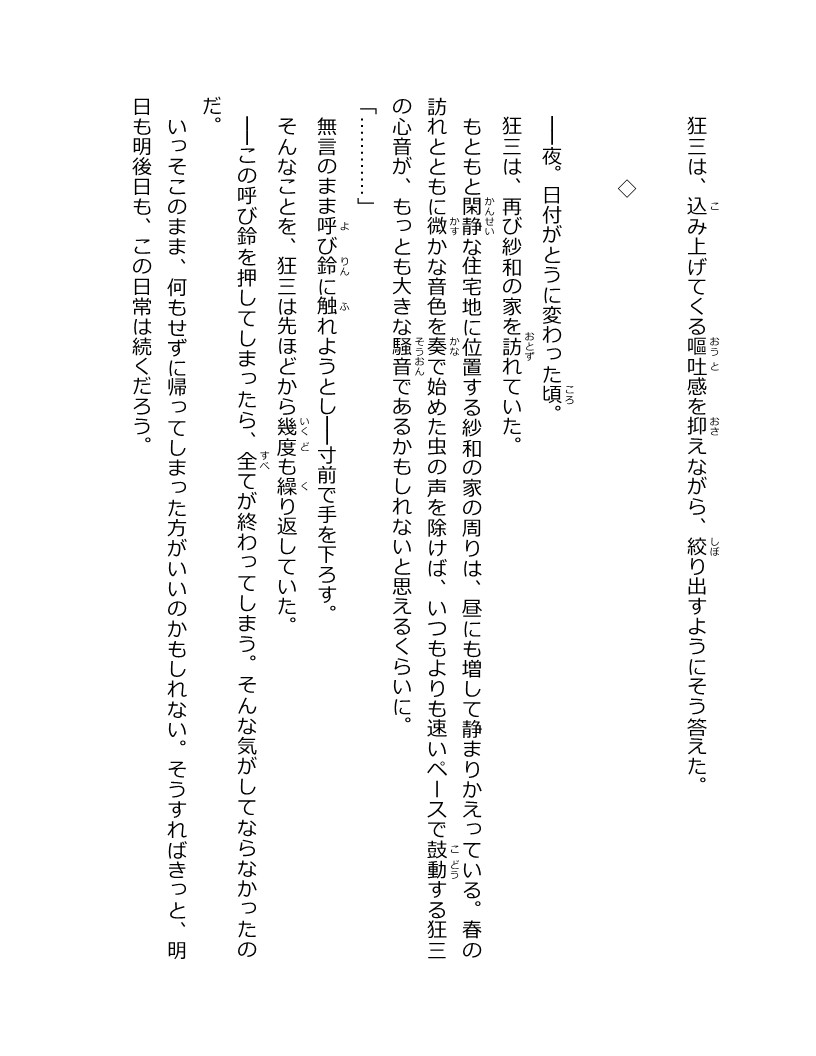 狂三は、込み上げてくる嘔吐感を抑えながら、絞り出すようにそう答えた。
◇
──夜。日付がとうに変わった頃。
狂三は、再び紗和の家を訪れていた。
もともと閑静な住宅地に位置する紗和の家の周りは、昼にも増して静まりかえっている。春の
訪れとともに微かな音色を奏で始めた虫の声を除けば、いつもよりも速いペースで鼓動する狂三
の心音が、もっとも大きな騒音であるかもしれないと思えるくらいに。
「…………」
無言のまま呼び鈴に触れようとし──寸前で手を下ろす。
そんなことを、狂三は先ほどから幾度も繰り返していた。
──この呼び鈴を押してしまったら、全てが終わってしまう。そんな気がしてならなかったの
だ。
いっそこのまま、何もせずに帰ってしまった方がいいのかもしれない。そうすればきっと、明
日も明後日も、この日常は続くだろう。